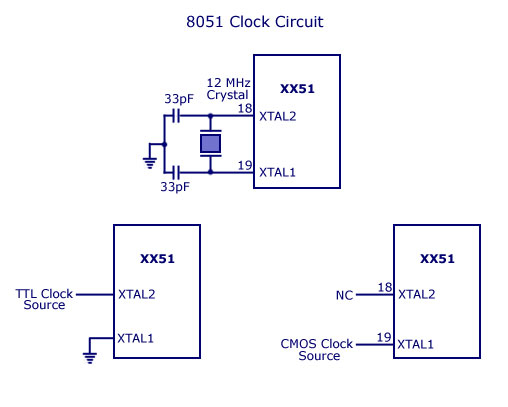 8051 Clock Circuit
12 MHz
Crystal
XX51
33pF
18
XTAL2
19
XTAL1
33pF
XX51
TTL Clock
Source
XTAL2
XTAL1
XX51
NC
18
XTAL2
CMOS Clock
Source
19
XTAL1